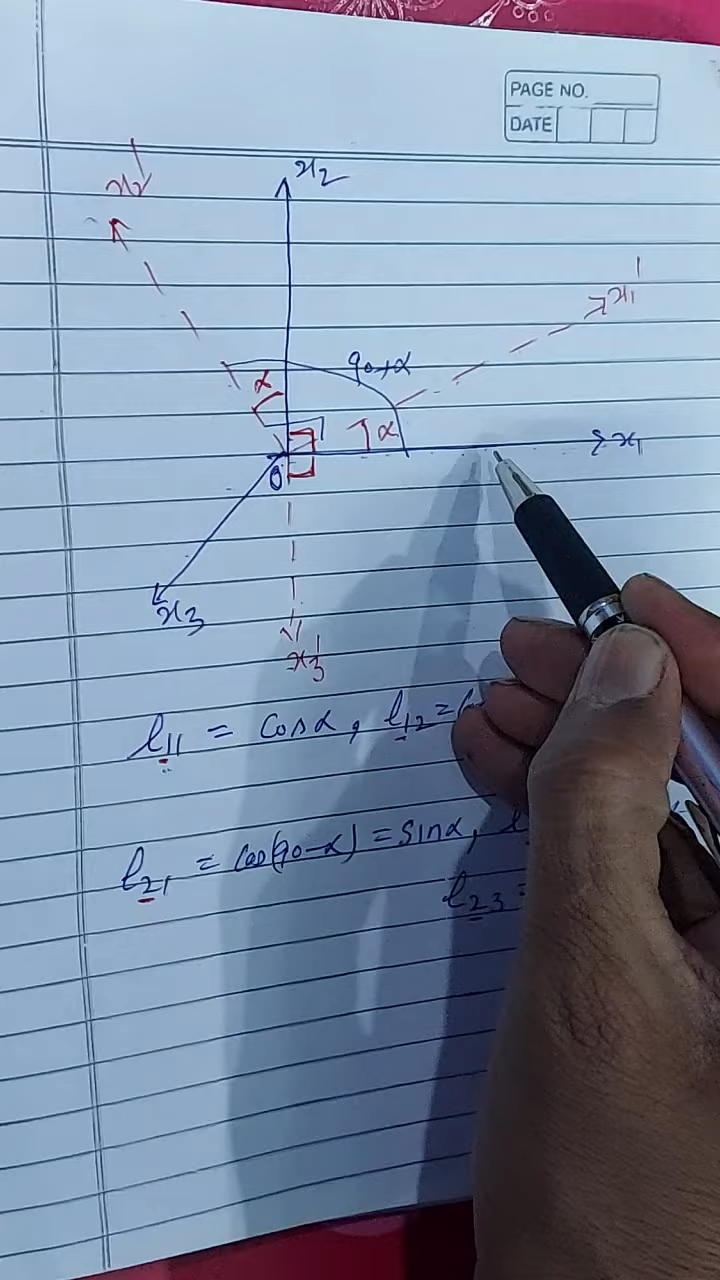 PAGE NO.
DATE
x₂'
x₂
x₁'
90+α
α
α
x₁
0
x₃
x₃'
l₁₁ = cosα, l₁₂ =
l₂₁ = cos(90-α) = sinα, l
l₂₃ =